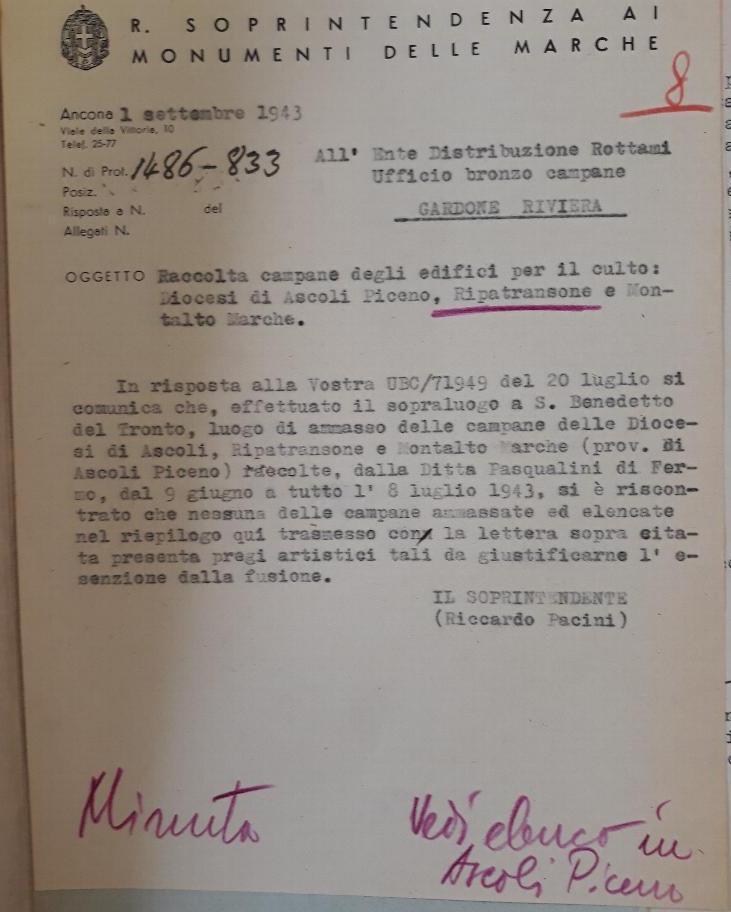 R. SOPRINTENDENZA AI
MONUMENTI DELLE MARCHE
8
Ancona 1 settembre 1943
Viale della Vittoria, 10
Telef. 25-77
N. di Prot. 1486-833
Posiz.
Risposta a N. del
Allegati N.
All' Ente Distribuzione Rottami
Ufficio bronzo campane
GARDONE RIVIERA
OGGETTO Raccolta campane degli edifici per il culto:
Diocesi di Ascoli Piceno, Ripatransone e Mon-
talto Marche.
In risposta alla Vostra UBC/71949 del 20 luglio si
comunica che, effettuato il sopraluogo a S. Benedetto
del Tronto, luogo di ammasso delle campane delle Dioce-
si di Ascoli, Ripatransone e Montalto Marche (prov. di
Ascoli Piceno) raccolte, dalla Ditta Pasqualini di Fer-
mo, dal 9 giugno a tutto l' 8 luglio 1943, si è riscon-
trato che nessuna delle campane ammassate ed elencate
nel riepilogo qui trasmesso con la lettera sopra cita-
ta presenta pregi artistici tali da giustificarne l' e-
senzione dalla fusione.
IL SOPRINTENDENTE
(Riccardo Pacini)
Minuta
Vedi elenco in
Ascoli Piceno